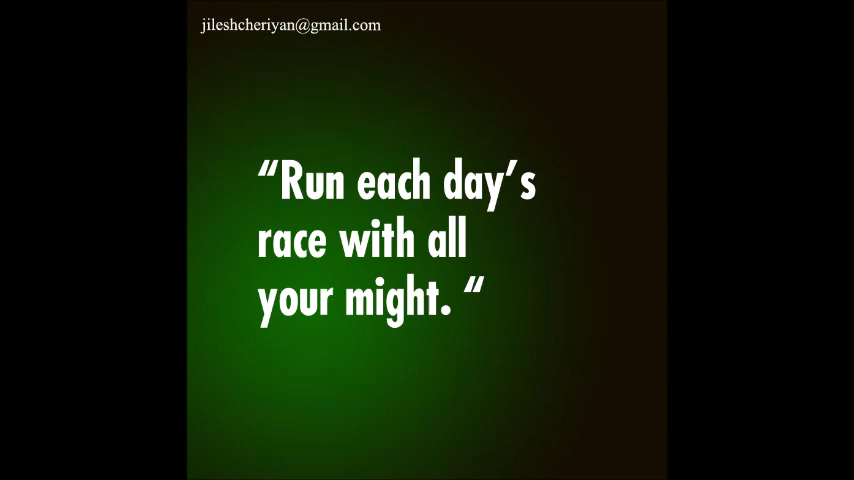 jileshcheriyan@gmail.com
“Run each day’s
race with all
your might. “